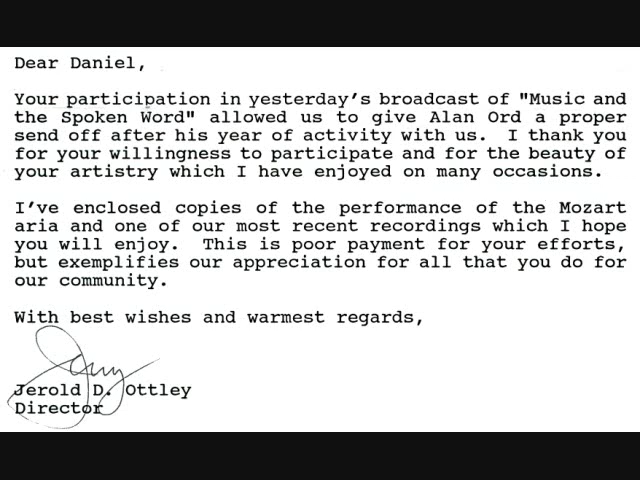 Dear Daniel,
Your participation in yesterday's broadcast of "Music and
the Spoken Word" allowed us to give Alan Ord a proper
send off after his year of activity with us.  I thank you
for your willingness to participate and for the beauty of
your artistry which I have enjoyed on many occasions.
I've enclosed copies of the performance of the Mozart
aria and one of our most recent recordings which I hope
you will enjoy.  This is poor payment for your efforts,
but exemplifies our appreciation for all that you do for
our community.
With best wishes and warmest regards,
Jerry
Jerold D. Ottley
Director